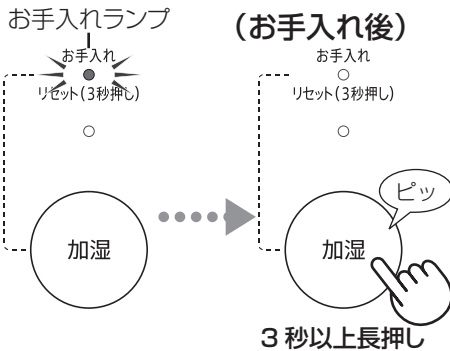 お手入れランプ
お手入れ
リセット(3秒押し)
加湿
(お手入れ後)
お手入れ
リセット(3秒押し)
ピッ
加湿
3秒以上長押し